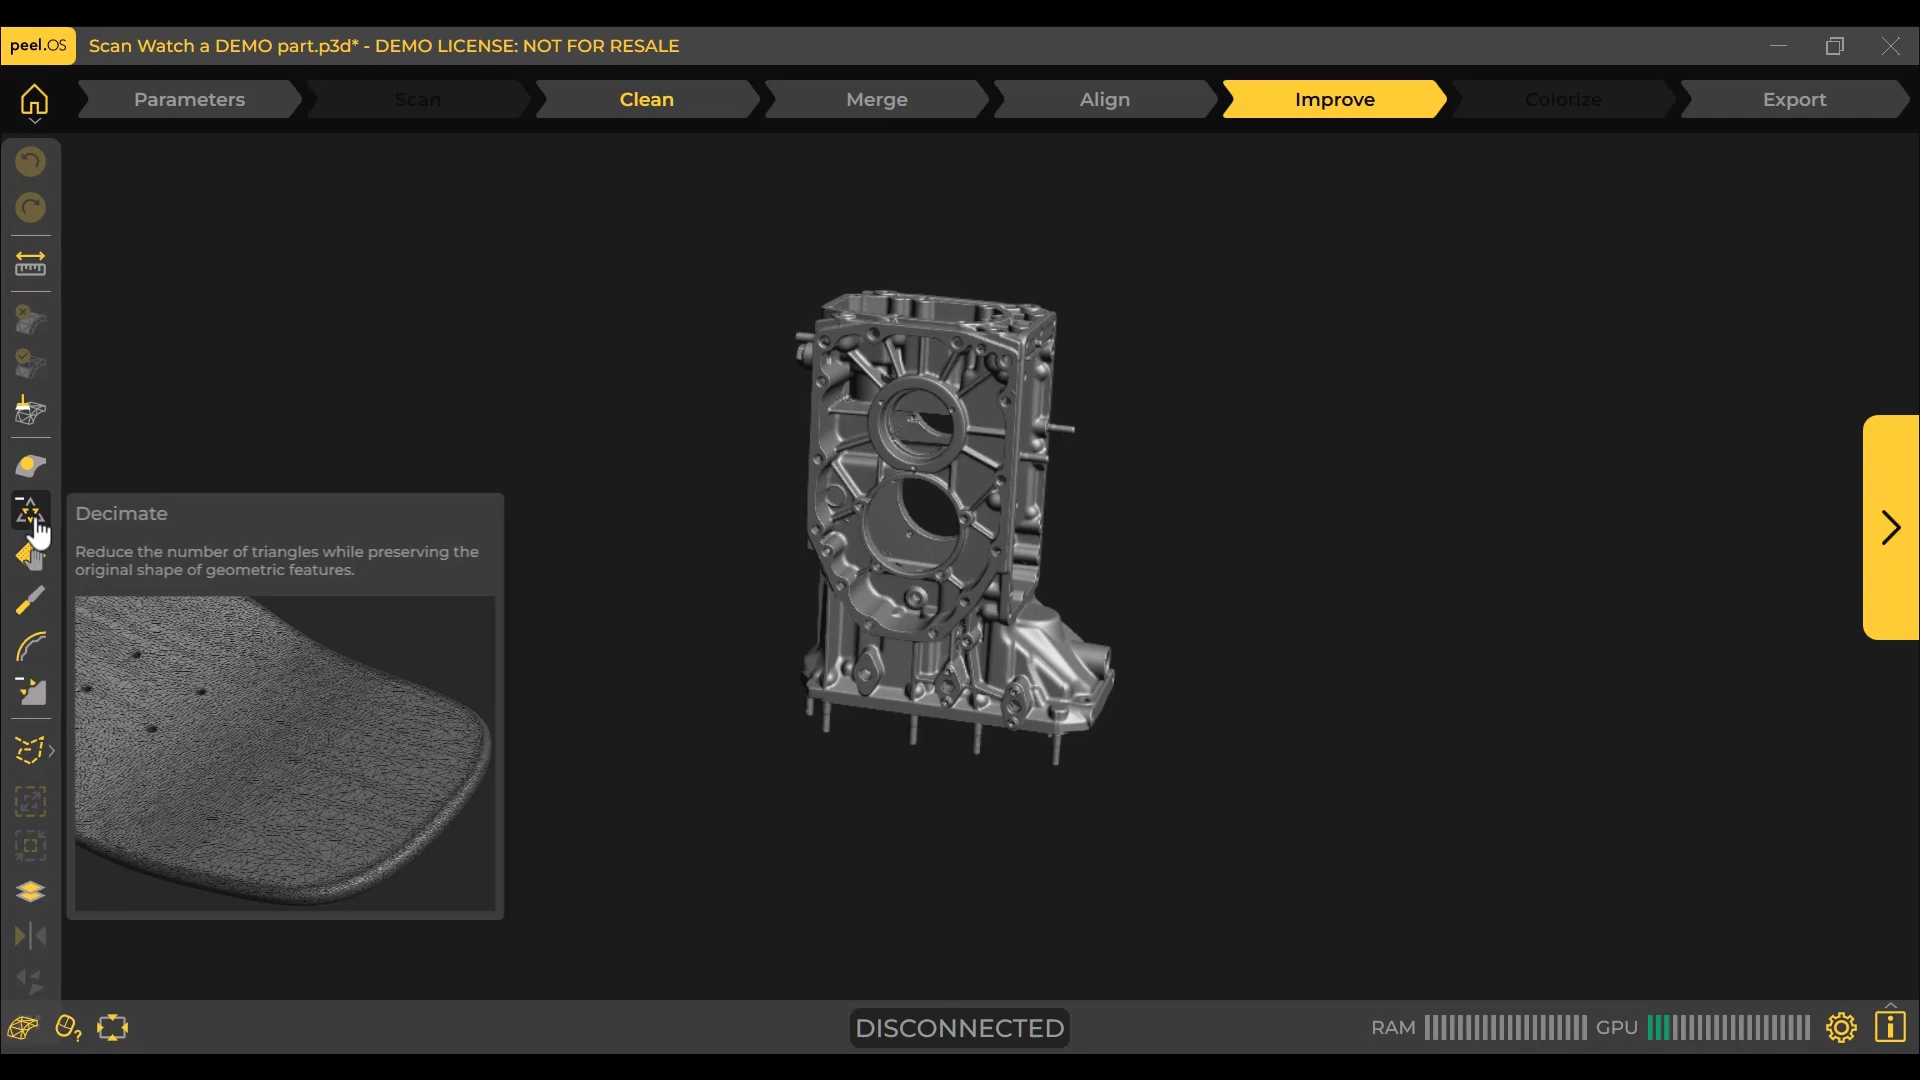 peel.OS
Scan Watch a DEMO part.p3d* - DEMO LICENSE: NOT FOR RESALE
Parameters
Scan
Clean
Merge
Align
Improve
Colorize
Export
Decimate
Reduce the number of triangles while preserving the
original shape of geometric features.
DISCONNECTED
RAM
GPU